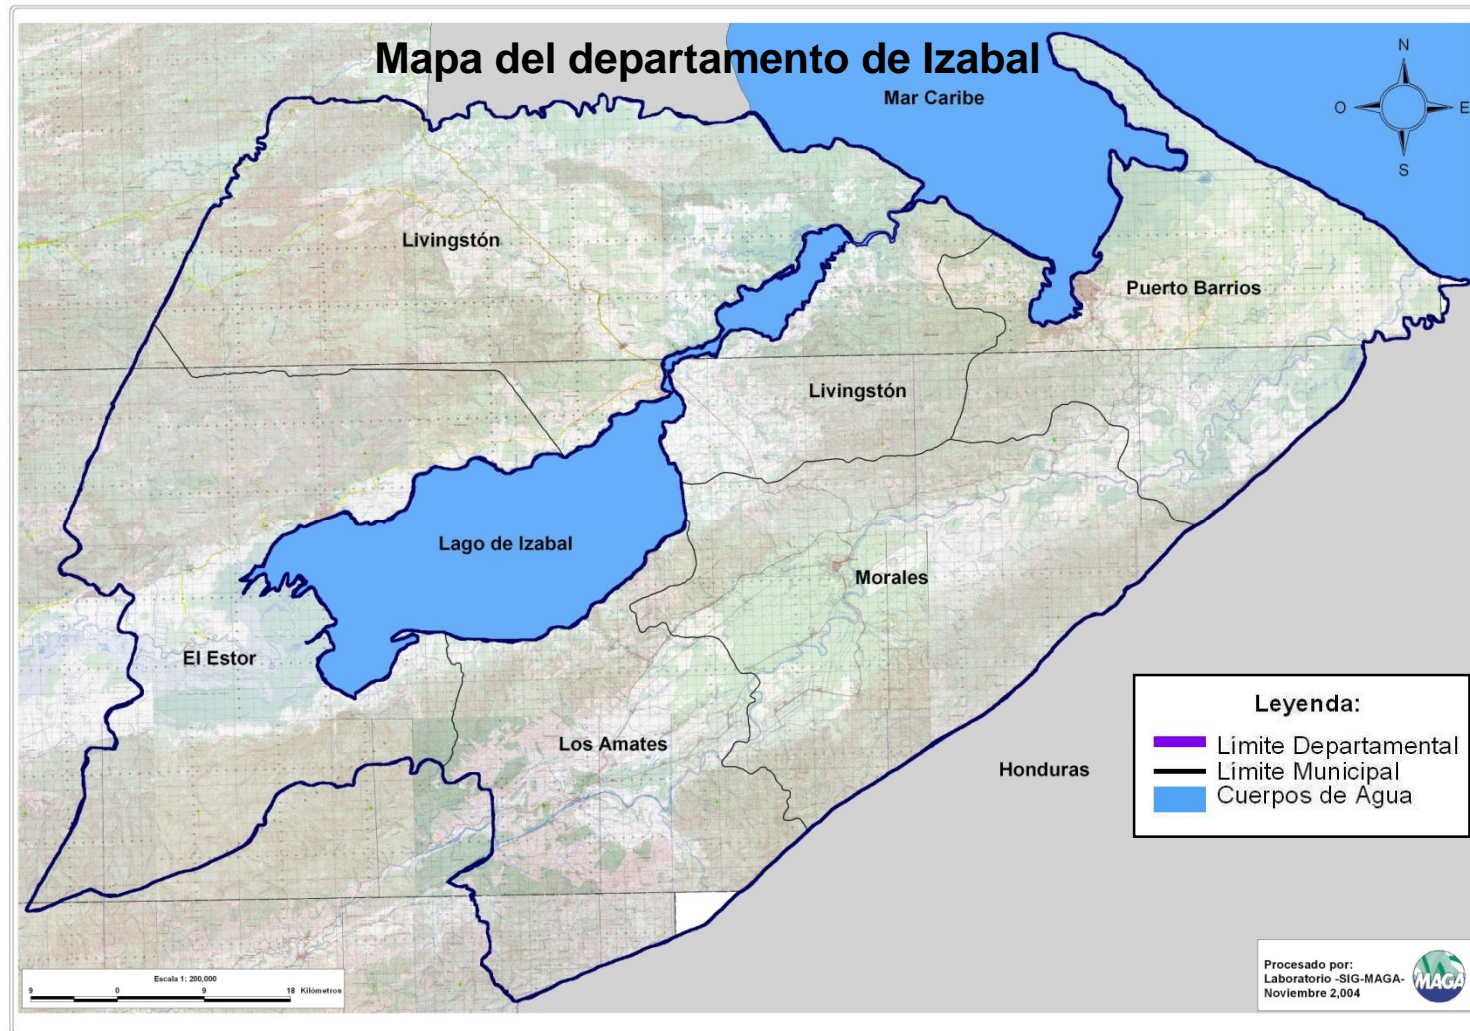 Mapa del departamento de Izabal
Mar Caribe
N
O
E
S
Livingstón
Puerto Barrios
Livingstón
Lago de Izabal
Morales
El Estor
Los Amates
Honduras
Leyenda:
Límite Departamental
Límite Municipal
Cuerpos de Agua
Escala 1: 200,000
9 0 9 18 Kilómetros
Procesado por:
Laboratorio -SIG-MAGA-
Noviembre 2,004
MAGA